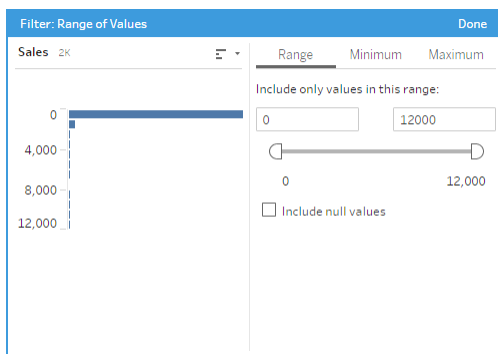 Filter: Range of Values Done
Sales 2K
Range Minimum Maximum
Include only values in this range:
0 12000
0 12,000
Include null values
0
4,000
8,000
12,000